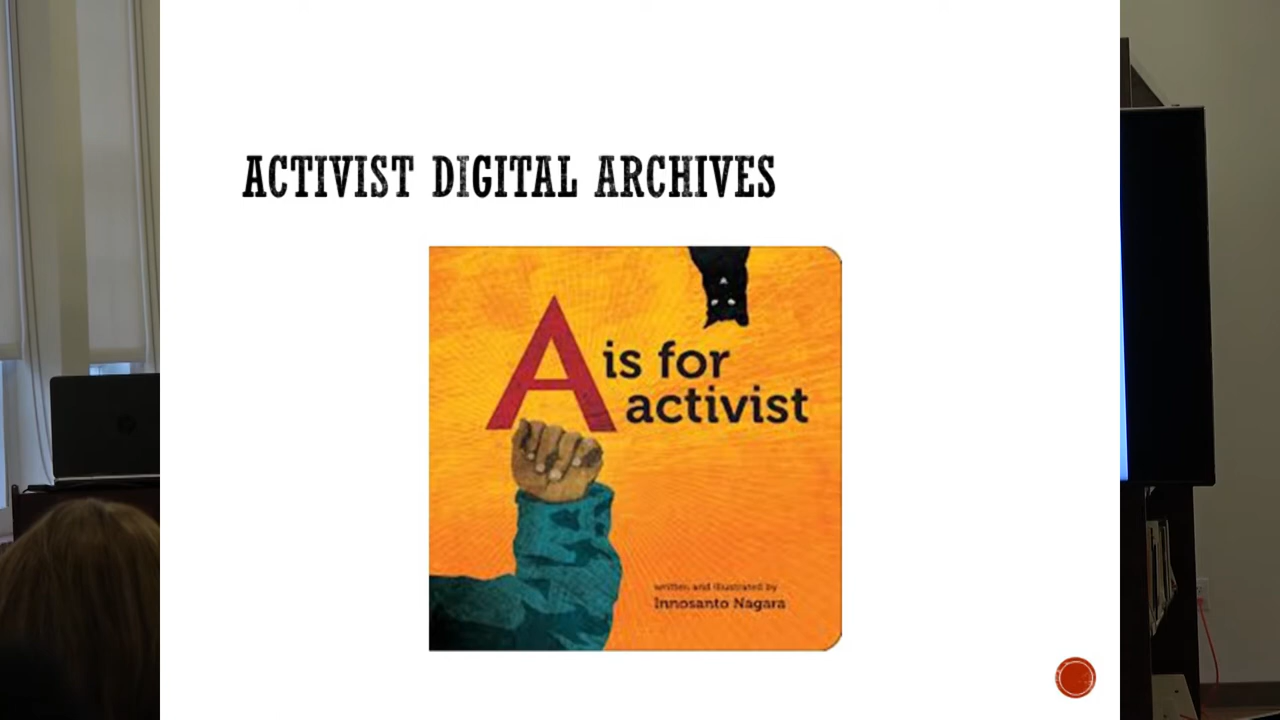 ACTIVIST DIGITAL ARCHIVES
A is for
activist
written and illustrated by
Innosanto Nagara